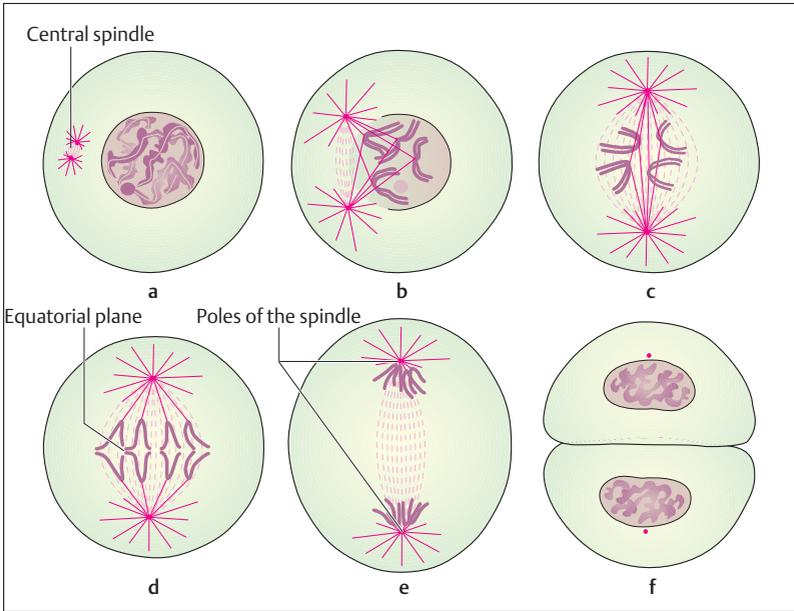 Central spindle
a
b
c
Equatorial plane
Poles of the spindle
d
e
f